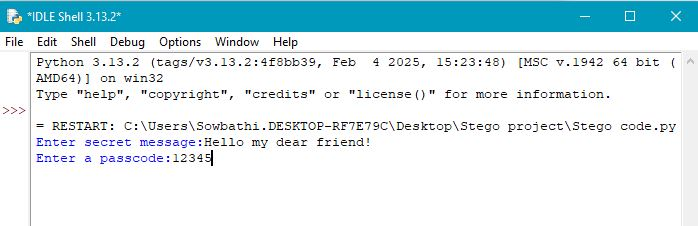 *IDLE Shell 3.13.2*
File Edit Shell Debug Options Window Help
Python 3.13.2 (tags/v3.13.2:4f8bb39, Feb  4 2025, 15:23:48) [MSC v.1942 64 bit (
AMD64)] on win32
Type "help", "copyright", "credits" or "license()" for more information.
>>>
= RESTART: C:\Users\Sowbathi.DESKTOP-RF7E79C\Desktop\Stego project\Stego code.py
Enter secret message:Hello my dear friend!
Enter a passcode:12345